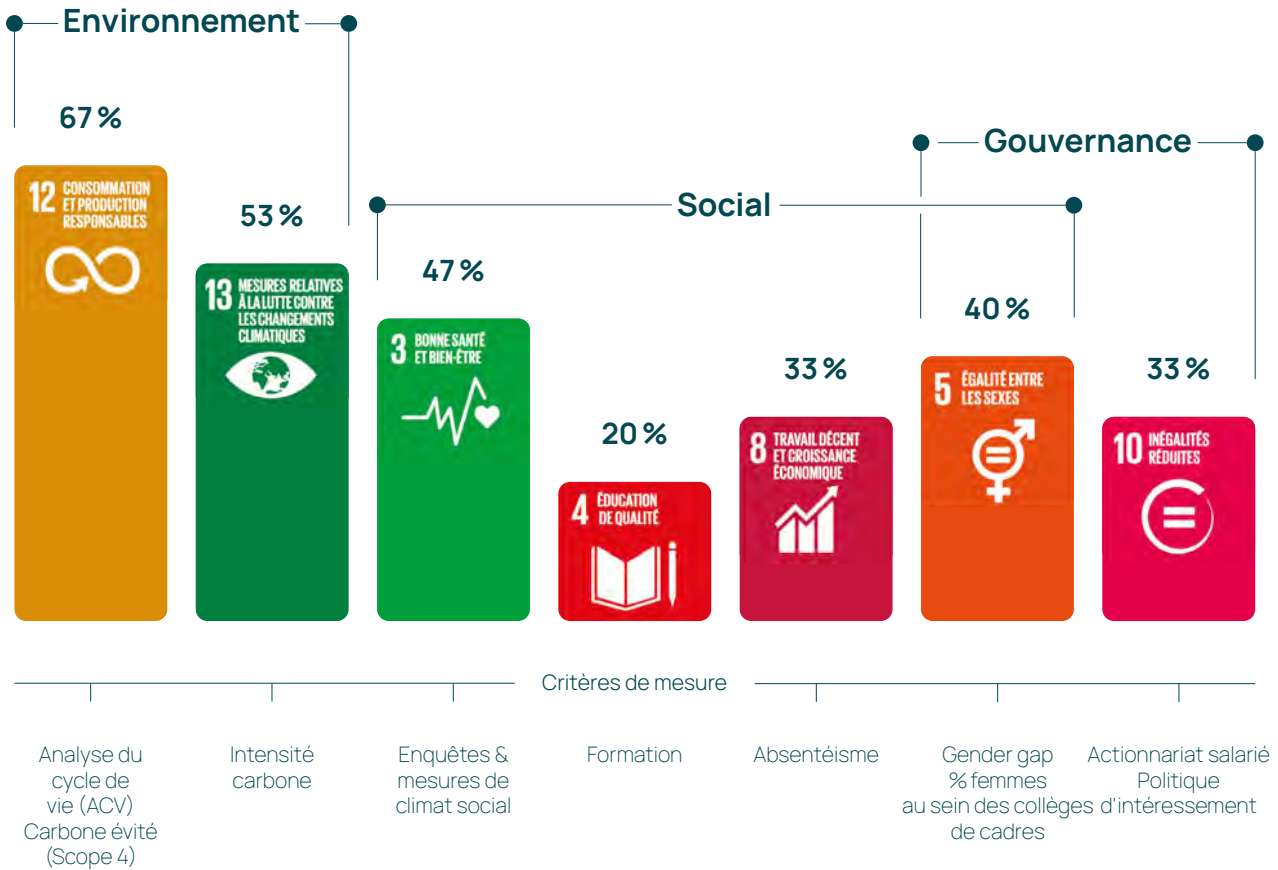 Environnement
67 %
12 CONSOMMATION
ET PRODUCTION
RESPONSABLES
53 %
13 MESURES RELATIVES
À LA LUTTE CONTRE
LES CHANGEMENTS
CLIMATIQUES
Social
47 %
3 BONNE SANTÉ
ET BIEN-ÊTRE
20 %
4 ÉDUCATION
DE QUALITÉ
33 %
8 TRAVAIL DÉCENT
ET CROISSANCE
ÉCONOMIQUE
Gouvernance
40 %
5 ÉGALITÉ ENTRE
LES SEXES
33 %
10 INÉGALITÉS
RÉDUITES
Critères de mesure
Analyse du
cycle de
vie (ACV)
Carbone évité
(Scope 4)
Intensité
carbone
Enquêtes &
mesures de
climat social
Formation
Absentéisme
Gender gap
% femmes
au sein des collèges
de cadres
Actionnariat salarié
Politique
d'intéressement